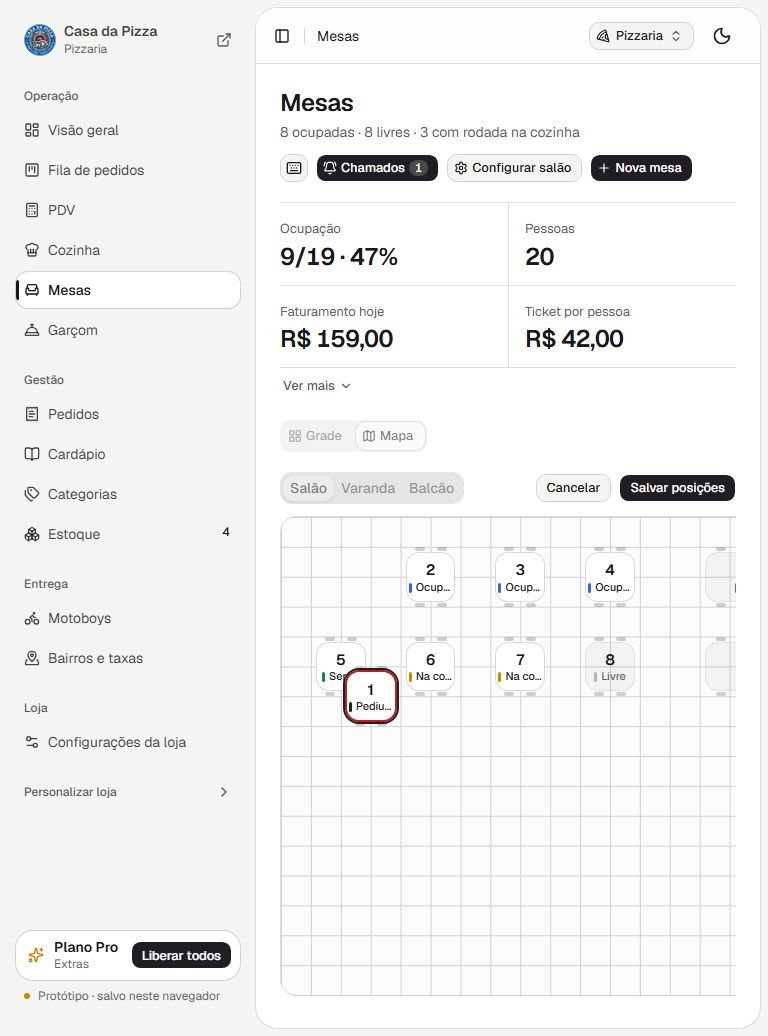 Casa da Pizza
Pizzaria
Operação
Visão geral
Fila de pedidos
PDV
Cozinha
Mesas
Garçom
Gestão
Pedidos
Cardápio
Categorias
Estoque 4
Entrega
Motoboys
Bairros e taxas
Loja
Configurações da loja
Personalizar loja
Plano Pro
Extras
Liberar todos
Protótipo · salvo neste navegador
Mesas
Pizzaria
Mesas
8 ocupadas · 8 livres · 3 com rodada na cozinha
Chamados 1
Configurar salão
Nova mesa
Ocupação
9/19 · 47%
Pessoas
20
Faturamento hoje
R$ 159,00
Ticket por pessoa
R$ 42,00
Ver mais
Grade Mapa
Salão Varanda Balcão
Cancelar Salvar posições
2
Ocup...
3
Ocup...
4
Ocup...
5
6
Na co...
7
Na co...
8
Livre
1
Pediu...